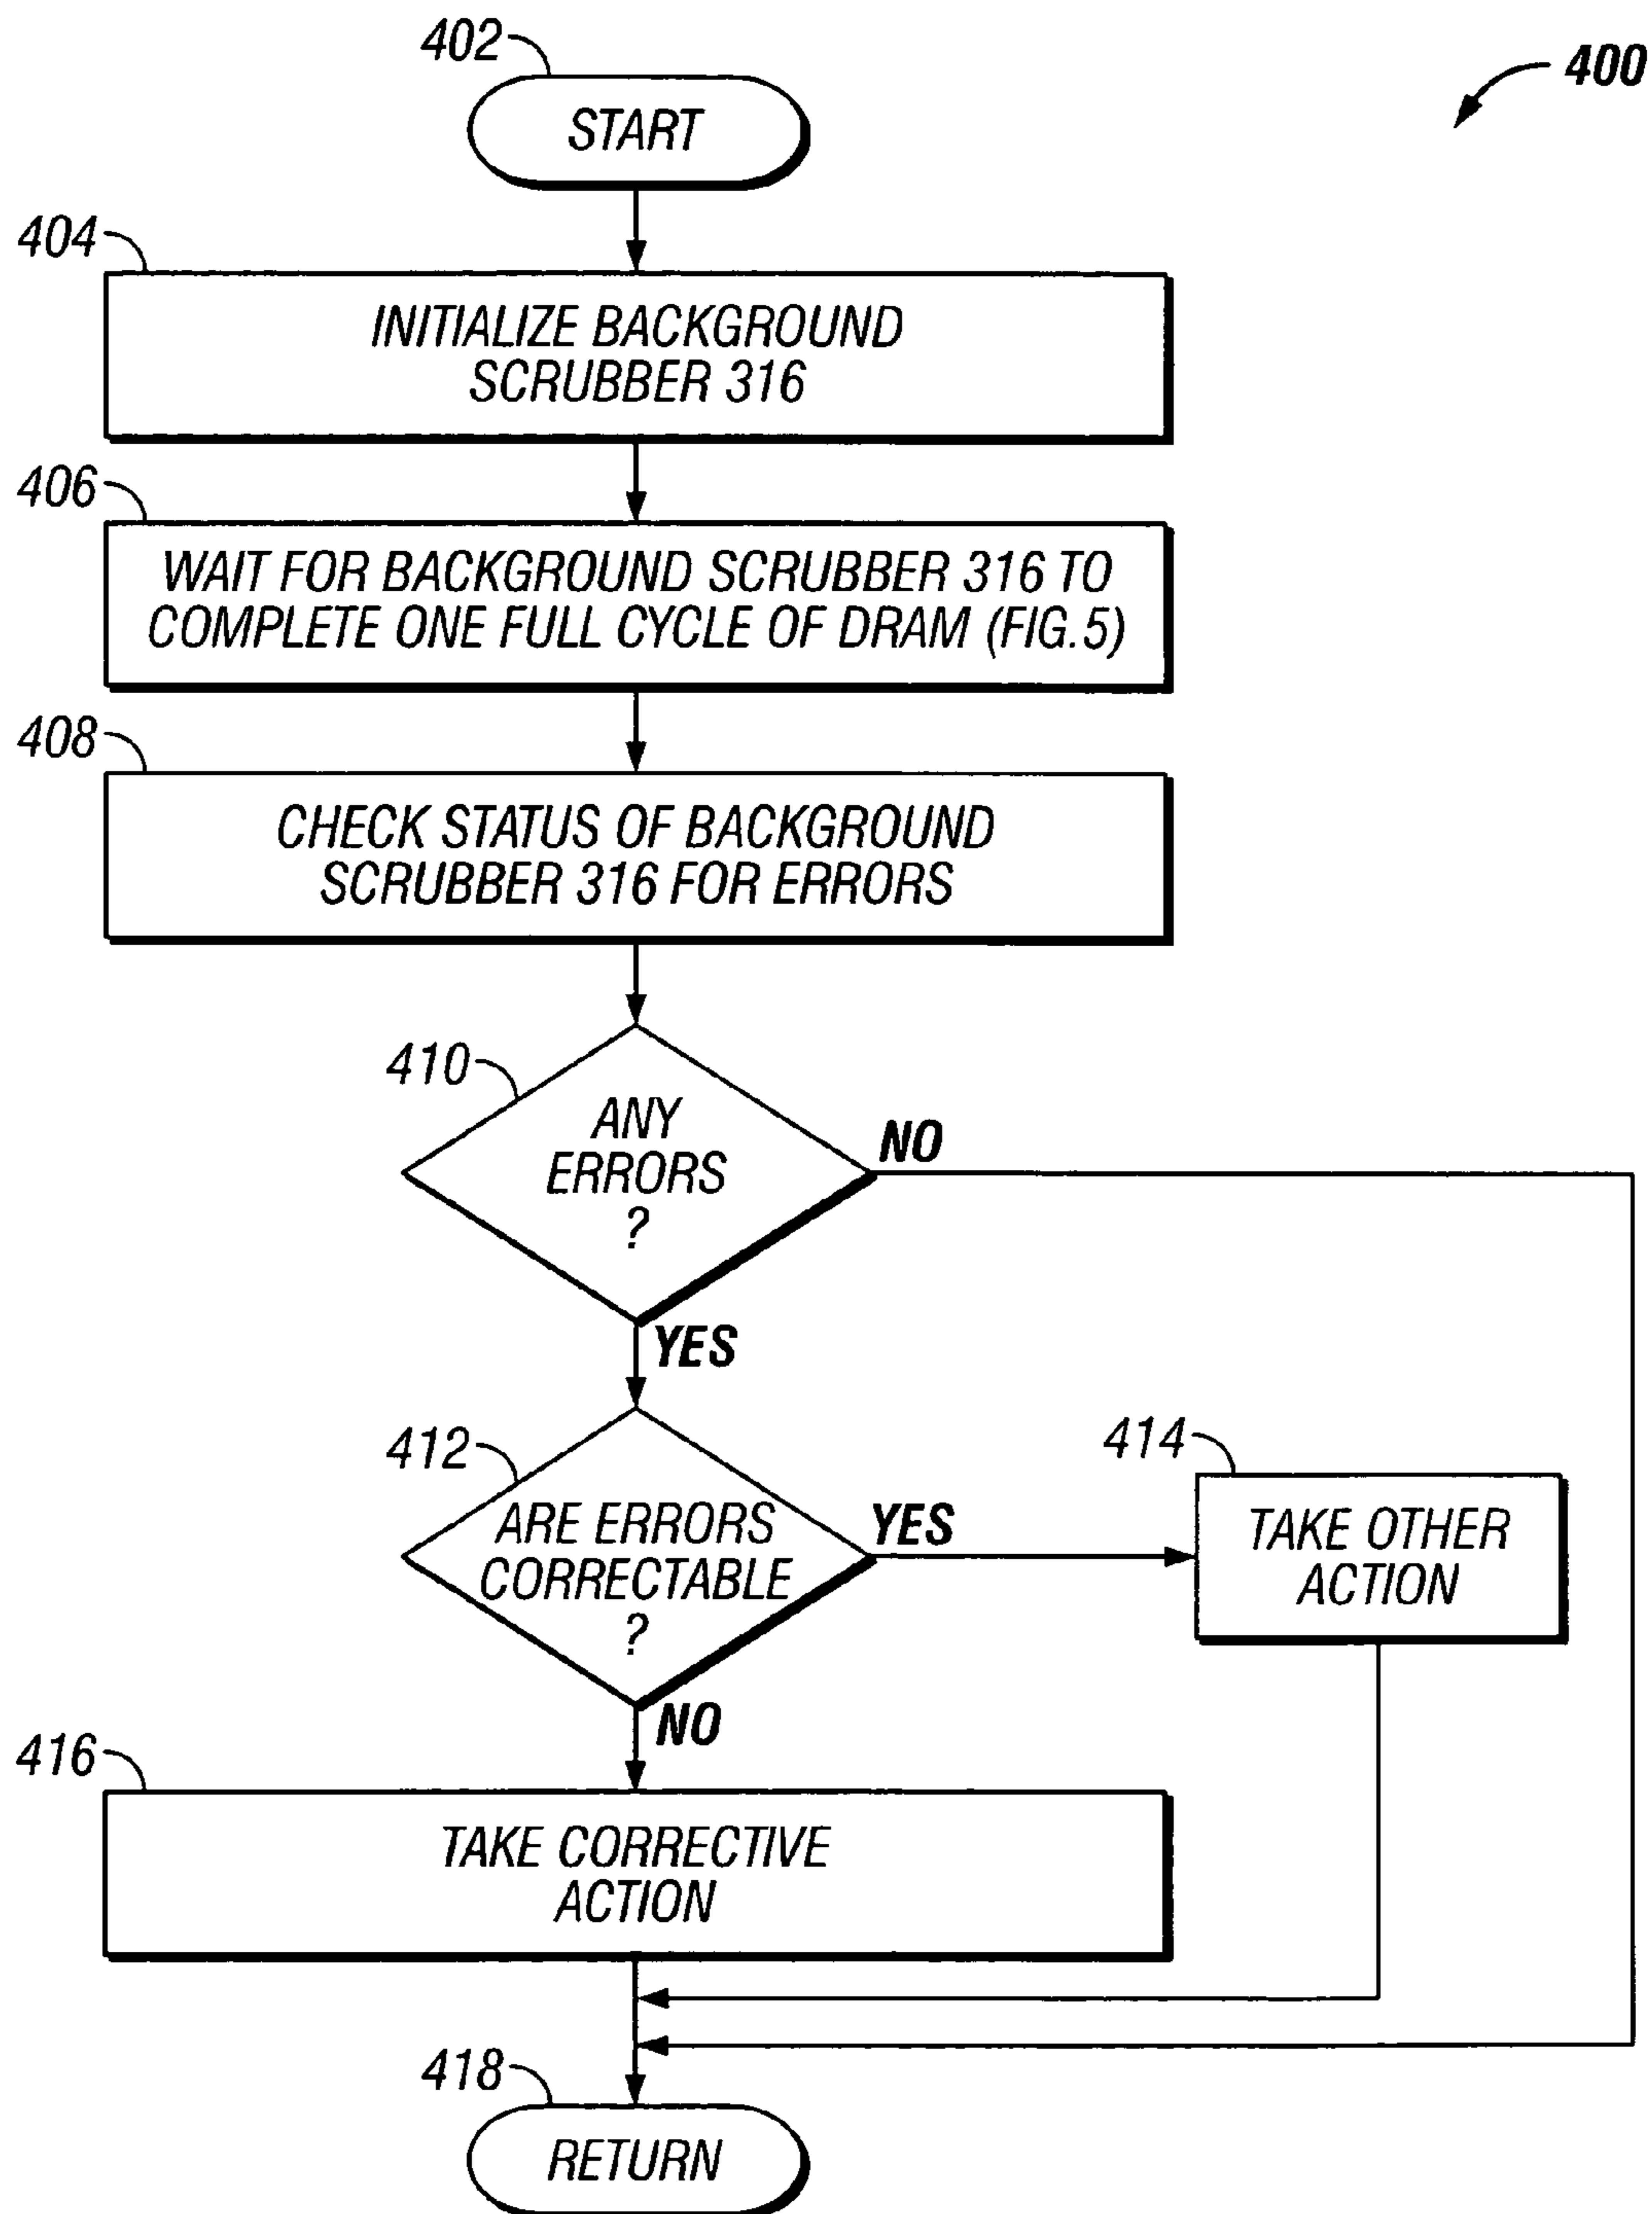 402
400
START
404
INITIALIZE BACKGROUND
SCRUBBER 316
406
WAIT FOR BACKGROUND SCRUBBER 316 TO
COMPLETE ONE FULL CYCLE OF DRAM (FIG.5)
408
CHECK STATUS OF BACKGROUND
SCRUBBER 316 FOR ERRORS
410
ANY
ERRORS
?
NO
YES
412
ARE ERRORS
CORRECTABLE
?
YES
414
TAKE OTHER
ACTION
NO
416
TAKE CORRECTIVE
ACTION
418
RETURN